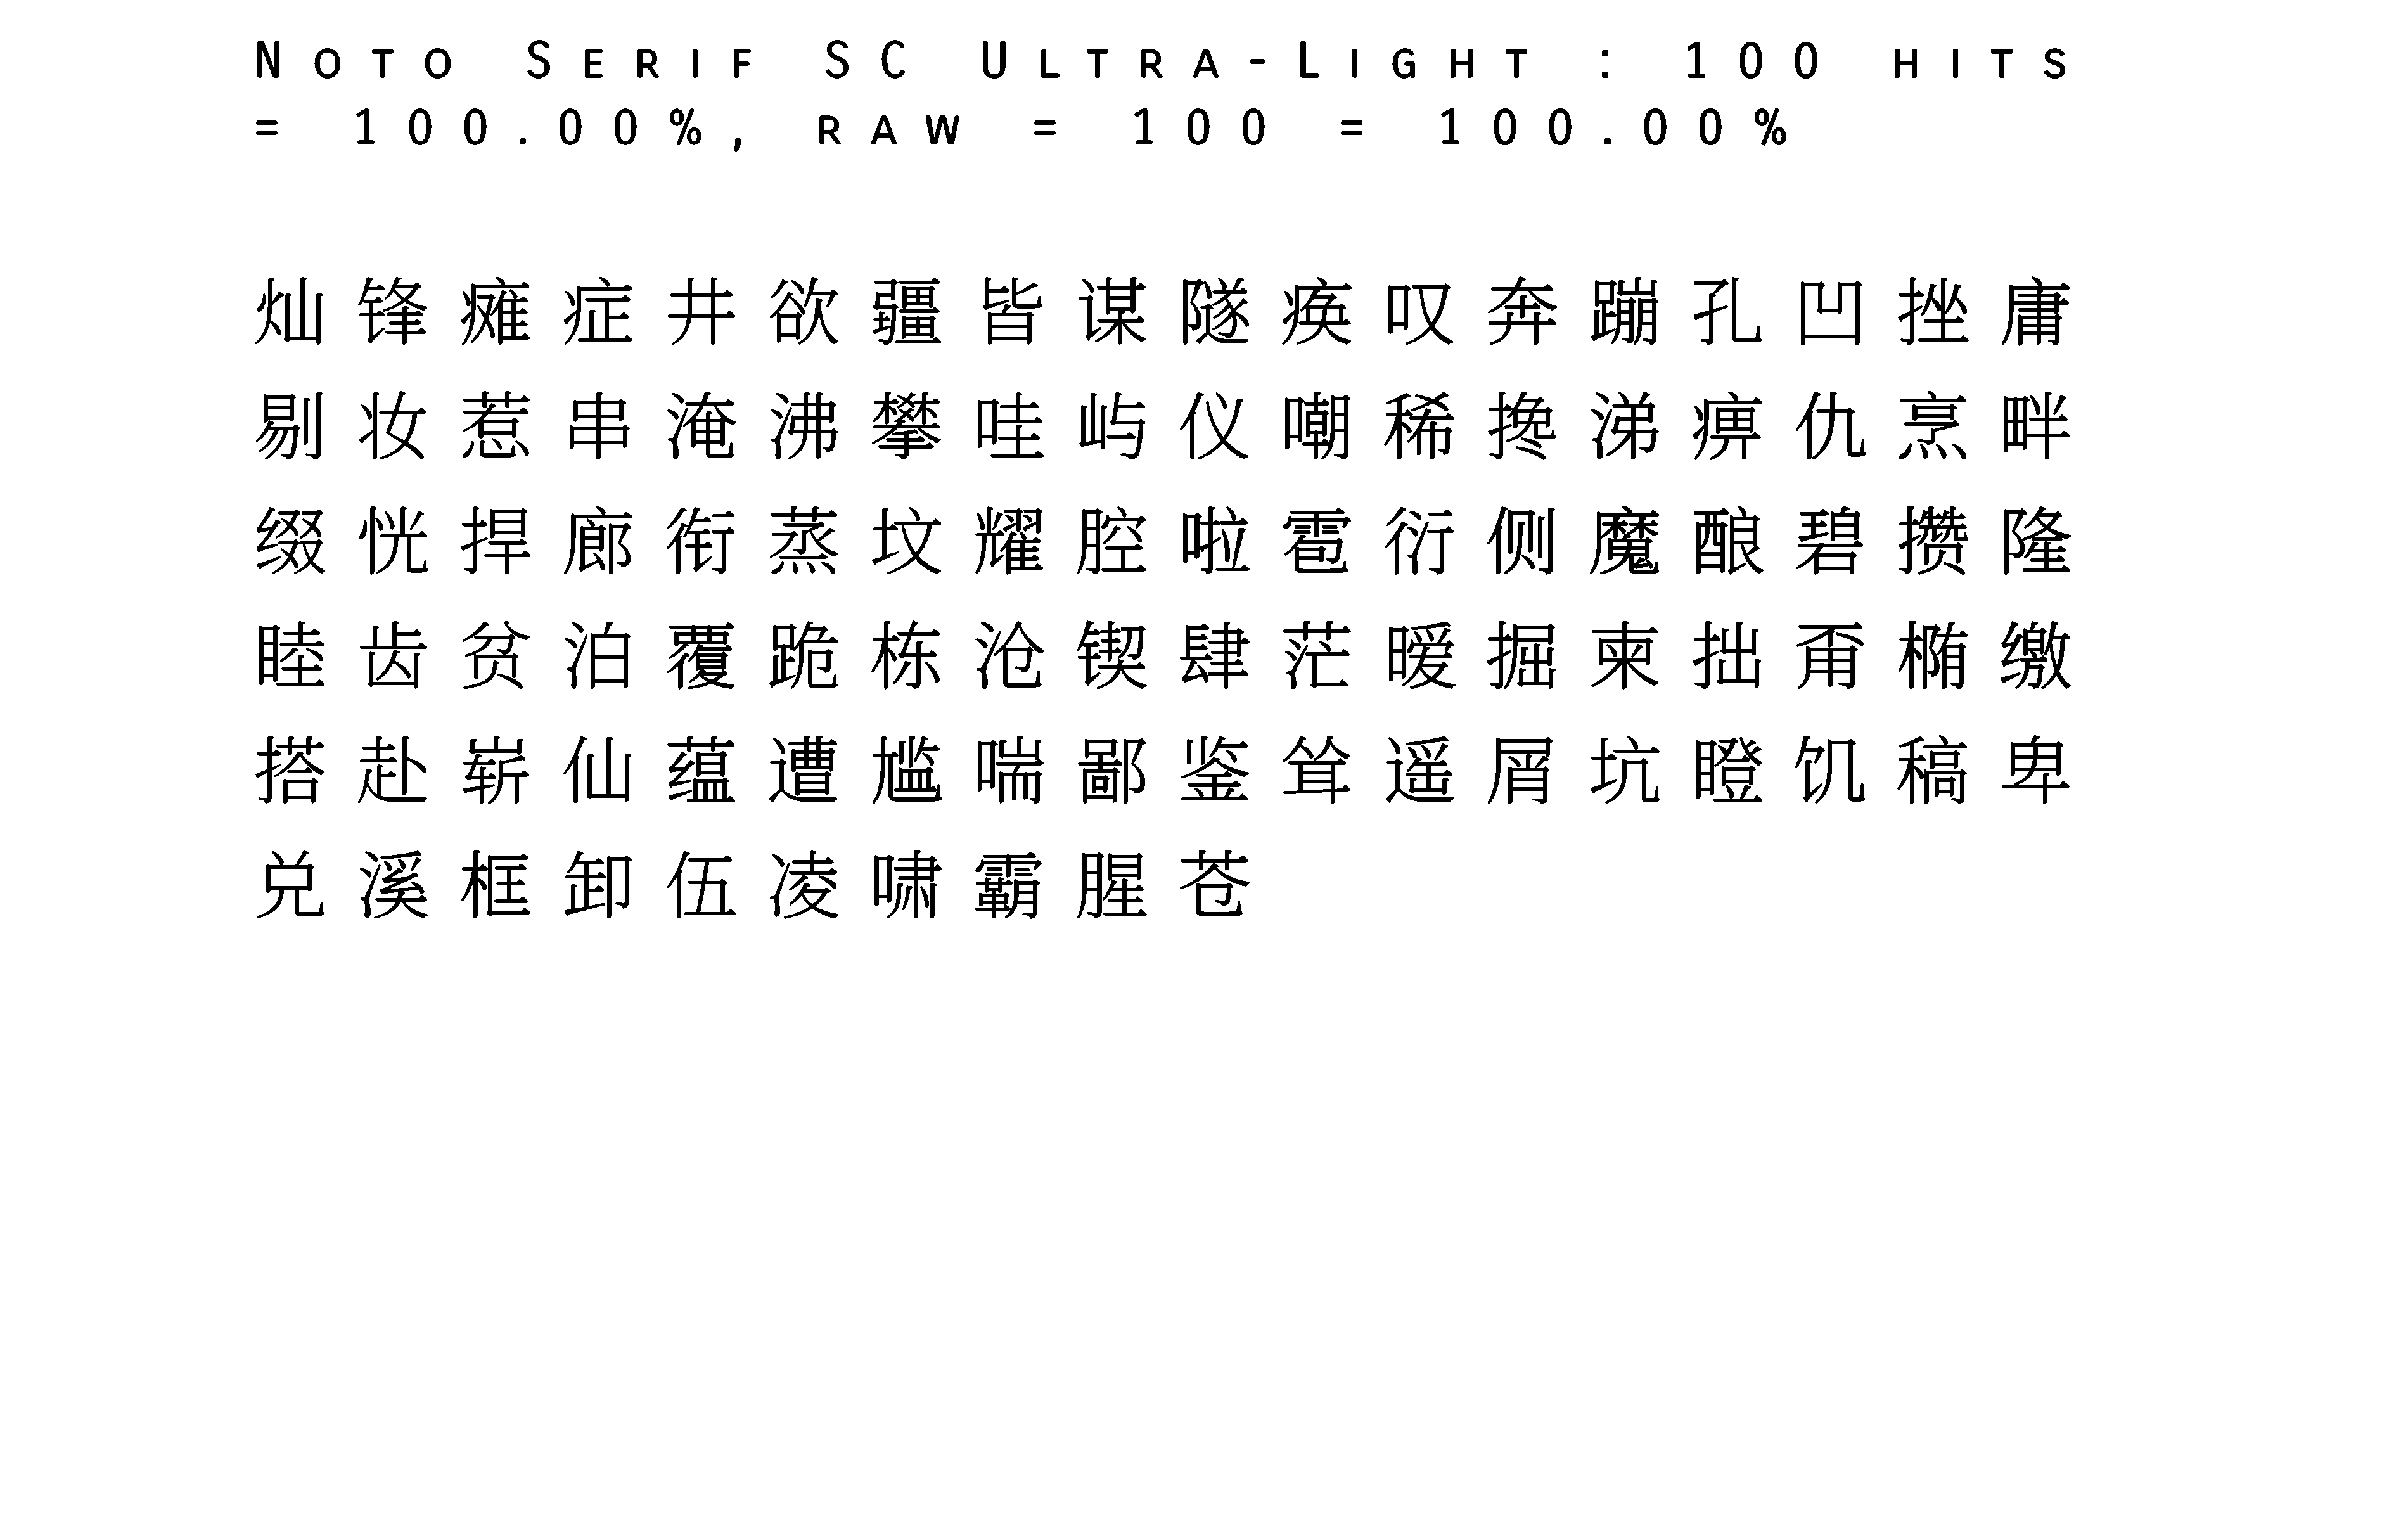 Noto Serif SC Ultra-Light : 100 hits
= 100.00%, raw = 100 = 100.00%
灿锋瘫症井欲疆皆谋隧痪叹奔蹦孔凹挫庸
剔妆惹串淹沸攀哇屿仪嘲稀搀涕痹仇烹畔
缀恍捍廊衔蒸坟耀腔啦雹衍侧魔酿碧攒隆
睦齿贫泊覆跪栋沧锲肆茫暧掘柬拙甭椭缴
搭赴崭仙蕴遭尴喘鄙鉴耸遥屑坑瞪饥稿卑
兑溪框卸伍凌啸霸腥苍